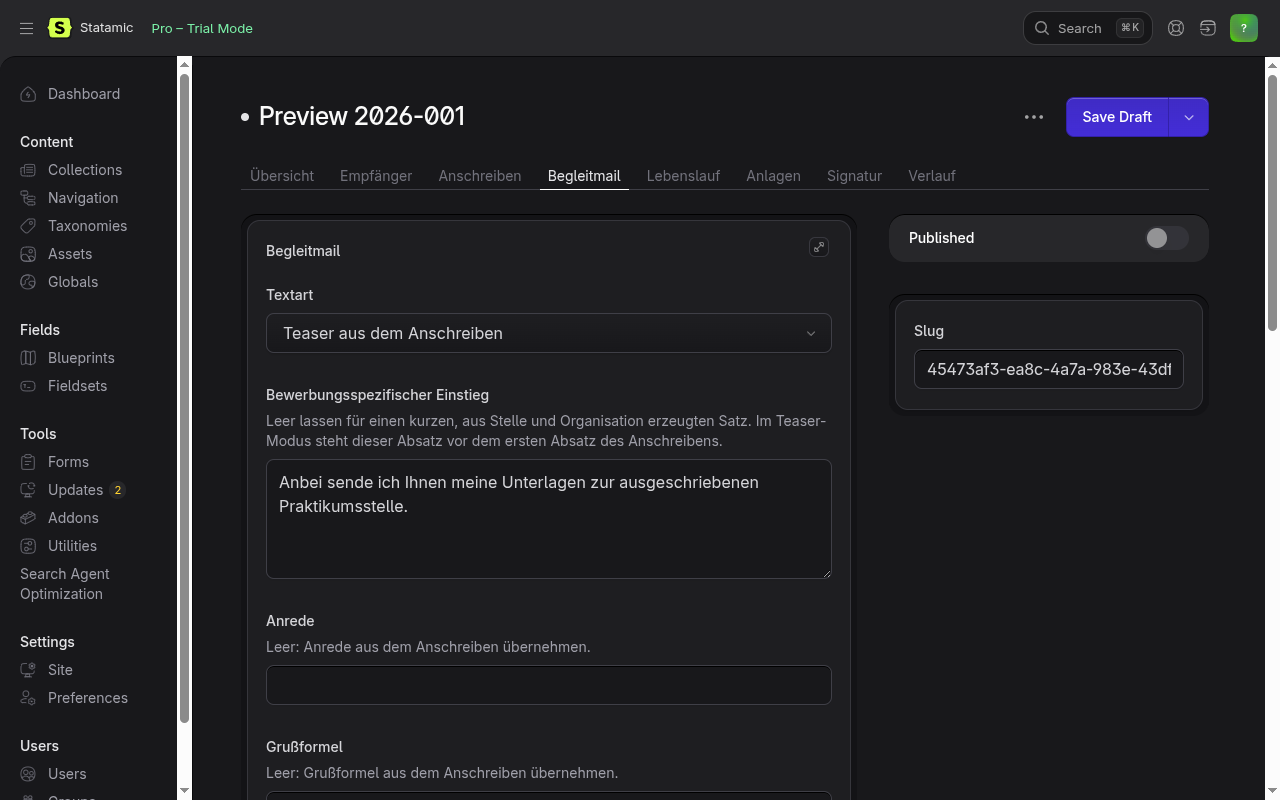 Statamic
Pro – Trial Mode
Search
⌘K
?
Dashboard
Content
Collections
Navigation
Taxonomies
Assets
Globals
Fields
Blueprints
Fieldsets
Tools
Forms
Updates 2
Addons
Utilities
Search Agent
Optimization
Settings
Site
Preferences
Users
Users
Preview 2026-001
Save Draft
Übersicht
Empfänger
Anschreiben
Begleitmail
Lebenslauf
Anlagen
Signatur
Verlauf
Begleitmail
Textart
Teaser aus dem Anschreiben
Bewerbungsspezifischer Einstieg
Leer lassen für einen kurzen, aus Stelle und Organisation erzeugten Satz. Im Teaser-
Modus steht dieser Absatz vor dem ersten Absatz des Anschreibens.
Anbei sende ich Ihnen meine Unterlagen zur ausgeschriebenen
Praktikumsstelle.
Anrede
Leer: Anrede aus dem Anschreiben übernehmen.
Grußformel
Leer: Grußformel aus dem Anschreiben übernehmen.
Published
Slug
45473af3-ea8c-4a7a-983e-43df